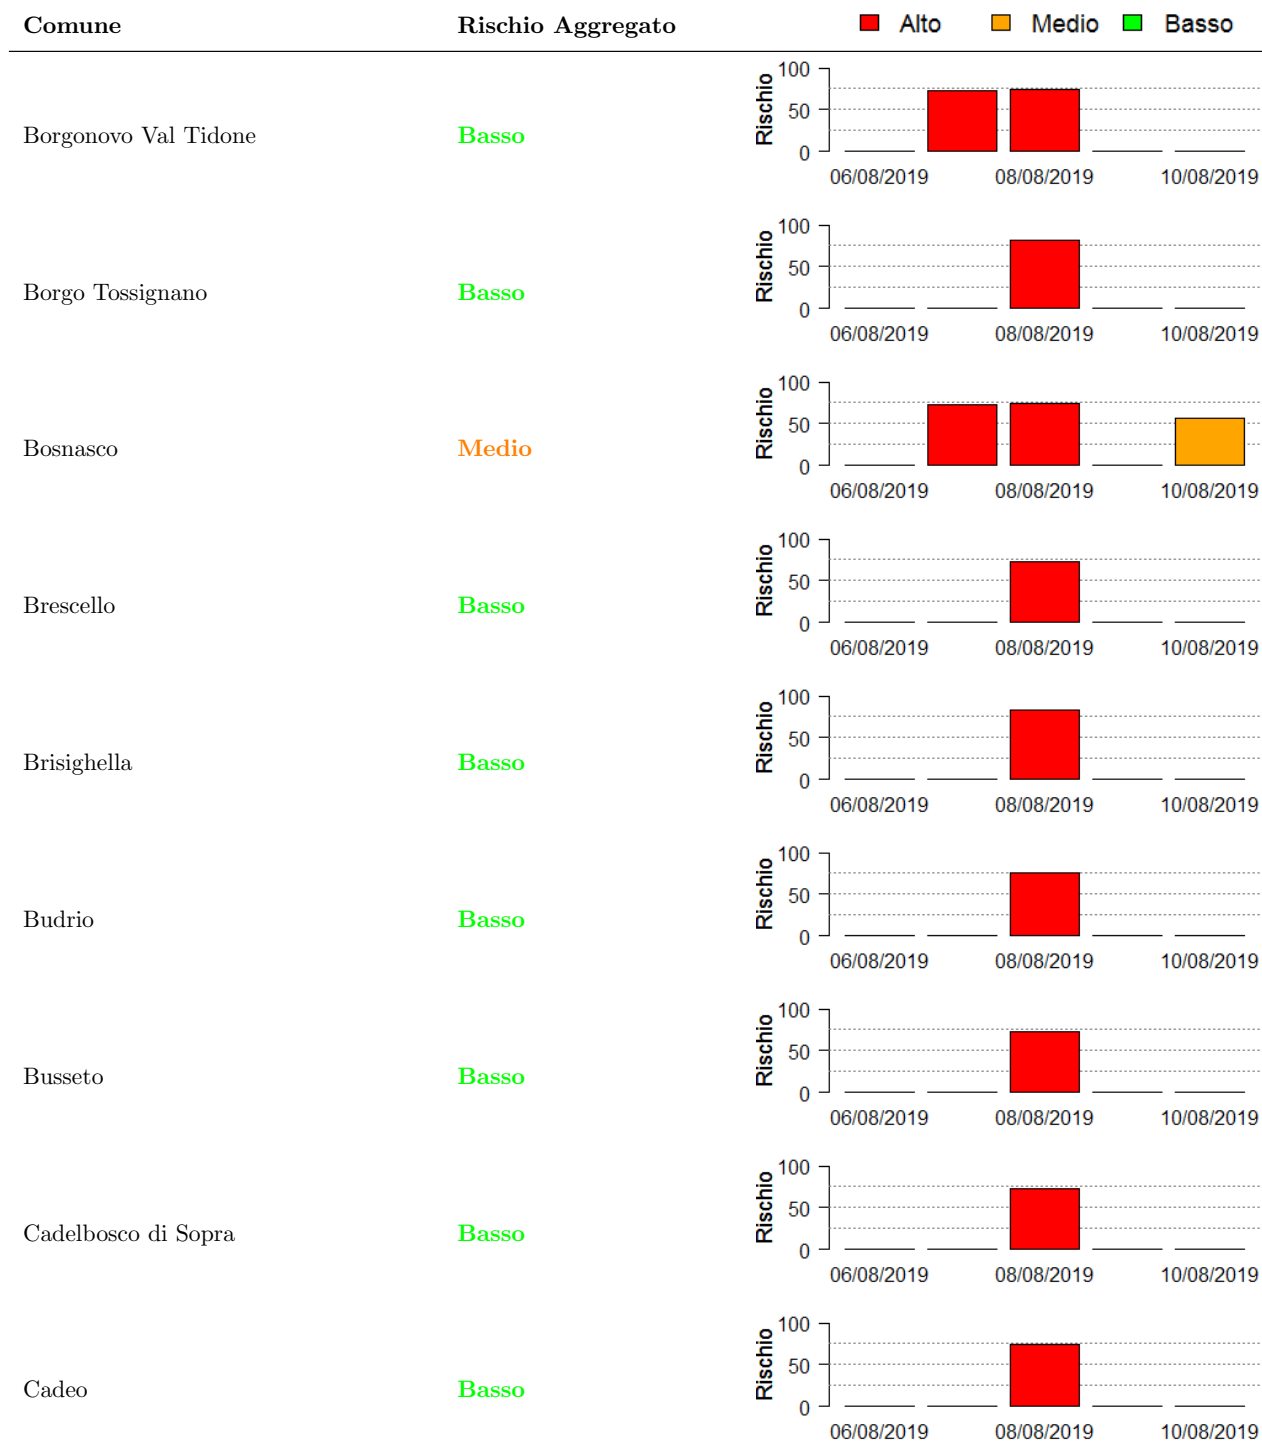 Comune Rischio Aggregato Alto Medio Basso
Borgonovo Val Tidone Basso
Rischio
100
50
0
06/08/2019 08/08/2019 10/08/2019
Borgo Tossignano Basso
Rischio
100
50
0
06/08/2019 08/08/2019 10/08/2019
Bosnasco Medio
Rischio
100
50
0
06/08/2019 08/08/2019 10/08/2019
Brescello Basso
Rischio
100
50
0
06/08/2019 08/08/2019 10/08/2019
Brisighella Basso
Rischio
100
50
0
06/08/2019 08/08/2019 10/08/2019
Budrio Basso
Rischio
100
50
0
06/08/2019 08/08/2019 10/08/2019
Busseto Basso
Rischio
100
50
0
06/08/2019 08/08/2019 10/08/2019
Cadelbosco di Sopra Basso
Rischio
100
50
0
06/08/2019 08/08/2019 10/08/2019
Cadeo Basso
Rischio
100
50
0
06/08/2019 08/08/2019 10/08/2019